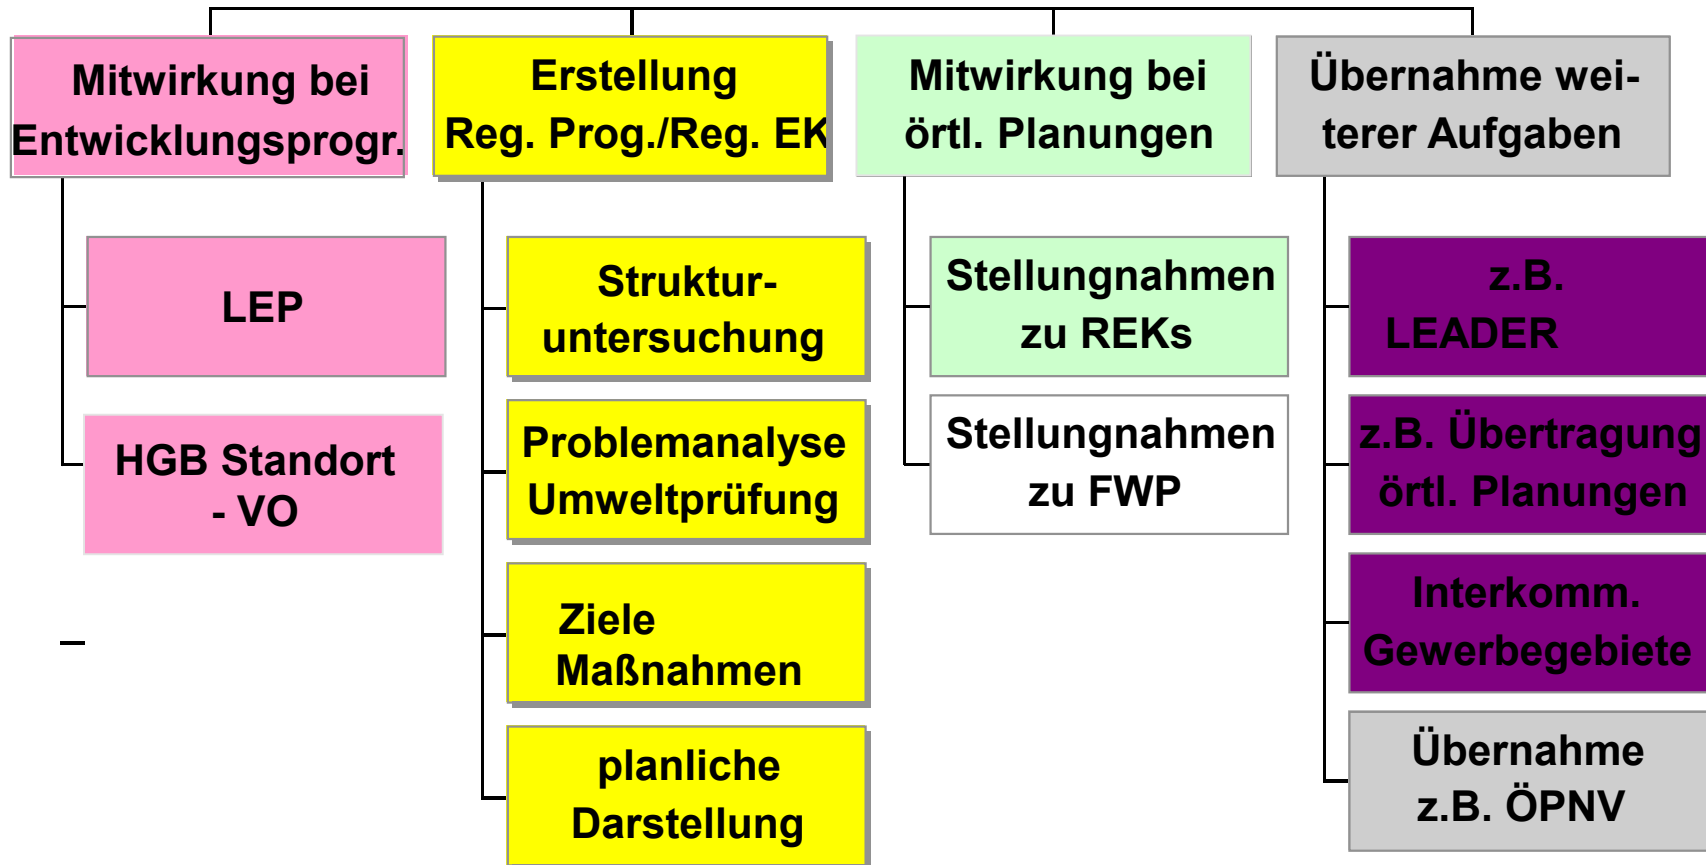 Mitwirkung bei
Entwicklungsprogr.
Erstellung
Reg. Prog./Reg. EK
Mitwirkung bei
örtl. Planungen
Übernahme wei-
terer Aufgaben
LEP
HGB Standort
- VO
Struktur-
untersuchung
Problemanalyse
Umweltprüfung
Ziele
Maßnahmen
planliche
Darstellung
Stellungnahmen
zu REKs
Stellungnahmen
zu FWP
z.B.
LEADER
z.B. Übertragung
örtl. Planungen
Interkomm.
Gewerbegebiete
Übernahme
z.B. ÖPNV